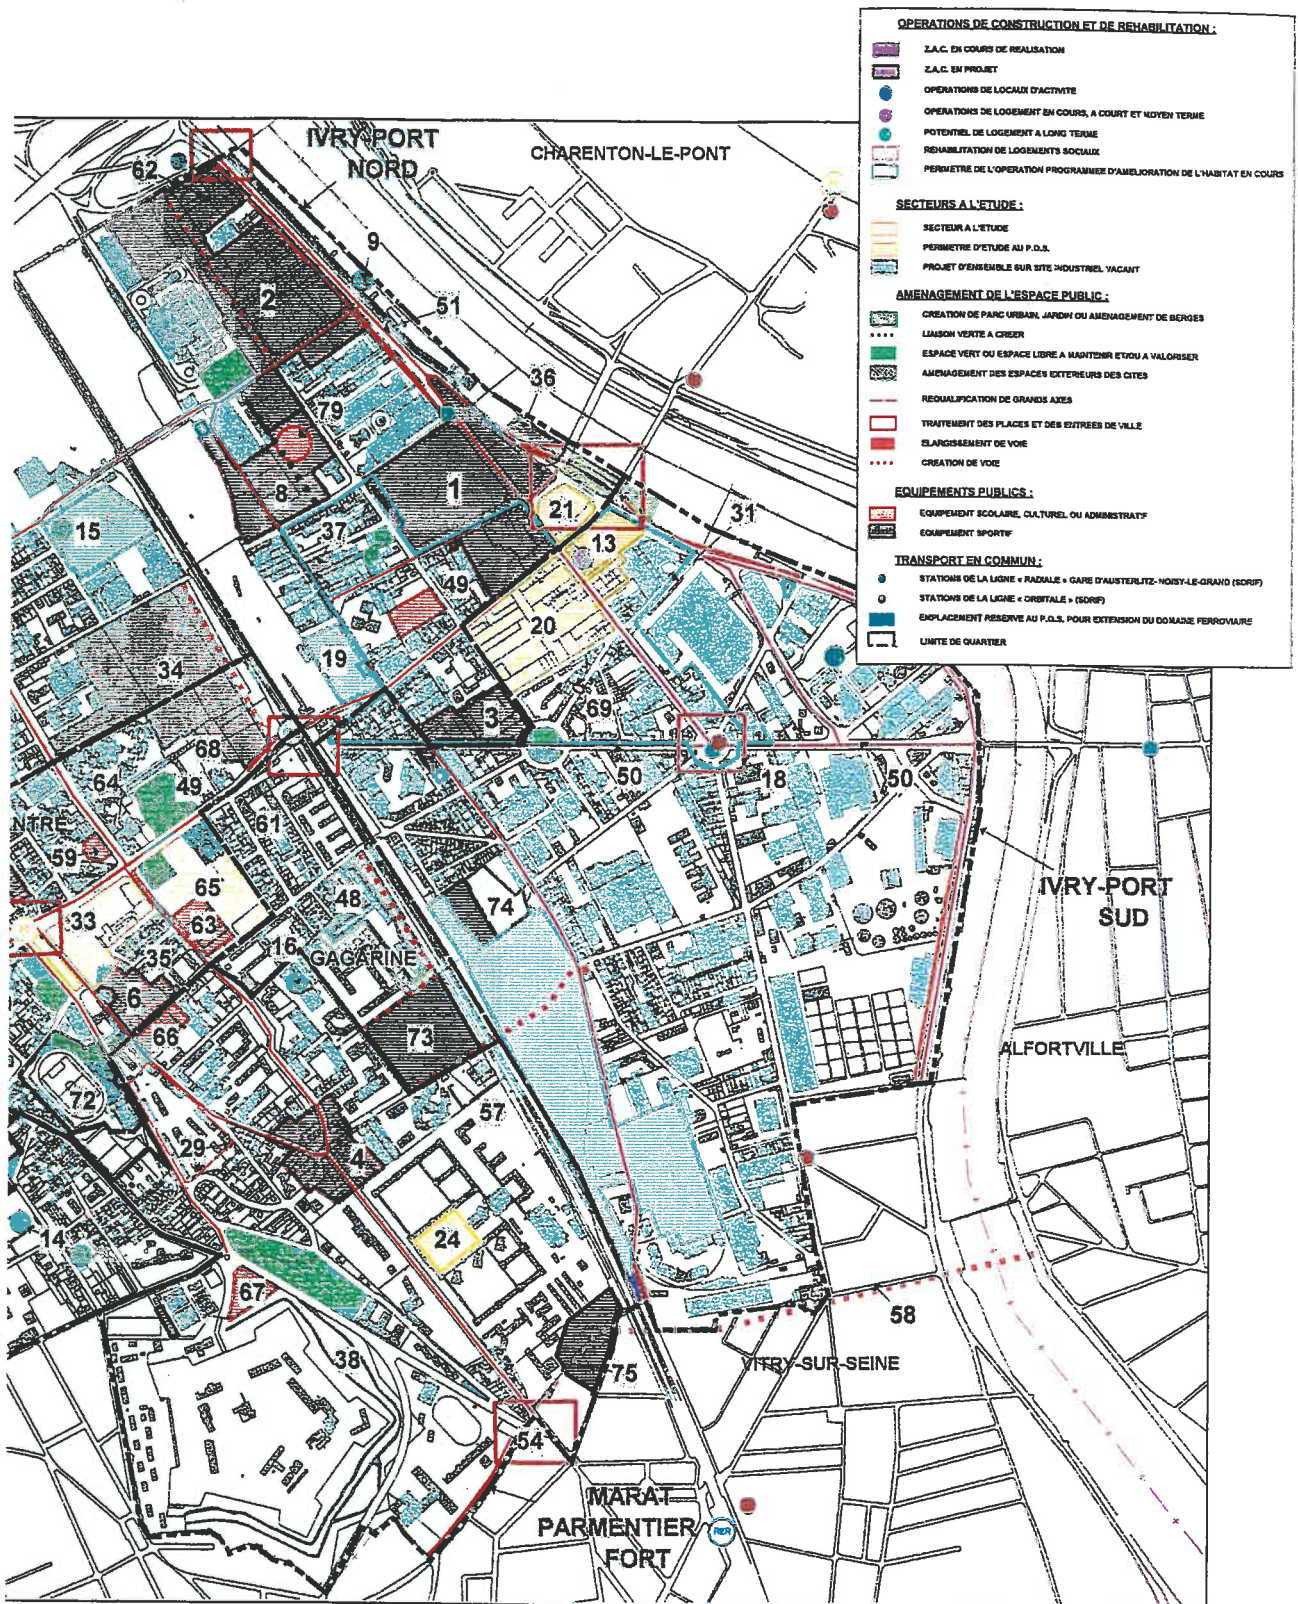 OPERATIONS DE CONSTRUCTION ET DE REHABILITATION :
Z.A.C. EN COURS DE REALISATION
Z.A.C. EN PROJET
OPERATIONS DE LOCAUX D'ACTIVITE
OPERATIONS DE LOGEMENT EN COURS, A COURT ET MOYEN TERME
POTENTIEL DE LOGEMENT A LONG TERME
REHABILITATION DE LOGEMENTS SOCIAUX
PERIMETRE DE L'OPERATION PROGRAMMEE D'AMELIORATION DE L'HABITAT EN COURS
SECTEURS A L'ETUDE :
SECTEUR A L'ETUDE
PERIMETRE D'ETUDE AU P.O.S.
PROJET D'ENSEMBLE SUR SITE INDUSTRIEL VACANT
AMENAGEMENT DE L'ESPACE PUBLIC :
CREATION DE PARC URBAIN, JARDIN OU AMENAGEMENT DE BERGES
LIAISON VERTE A CREER
ESPACE VERT OU ESPACE LIBRE A MAINTENIR ET/OU A VALORISER
AMENAGEMENT DES ESPACES EXTERIEURS DES CITES
REQUALIFICATION DE GRANDS AXES
TRAITEMENT DES PLACES ET DES ENTREES DE VILLE
ELARGISSEMENT DE VOIE
CREATION DE VOIE
EQUIPEMENTS PUBLICS :
EQUIPEMENT SCOLAIRE, CULTUREL OU ADMINISTRATIF
EQUIPEMENT SPORTIF
TRANSPORT EN COMMUN :
STATIONS DE LA LIGNE « RADIALE » GARE D'AUSTERLITZ- NOISY-LE-GRAND (SDRIF)
STATIONS DE LA LIGNE « ORBITALE » (SDRIF)
EMPLACEMENT RESERVE AU P.O.S. POUR EXTENSION DU DOMAINE FERROVIAIRE
LIMITE DE QUARTIER
IVRY-PORT
NORD
CHARENTON-LE-PONT
62
9
2
51
36
79
1
8
21
31
15
37
13
49
20
19
34
3
69
68
64
49
50
18
50
61
NTRE
59
65
IVRY-PORT
SUD
48
74
33
63
16
35
GAGARINE
6
66
73
ALFORTVILLE
72
57
29
4
14
24
67
58
38
VITRY-SUR-SEINE
75
54
MARAT
PARMENTIER
FORT
RER